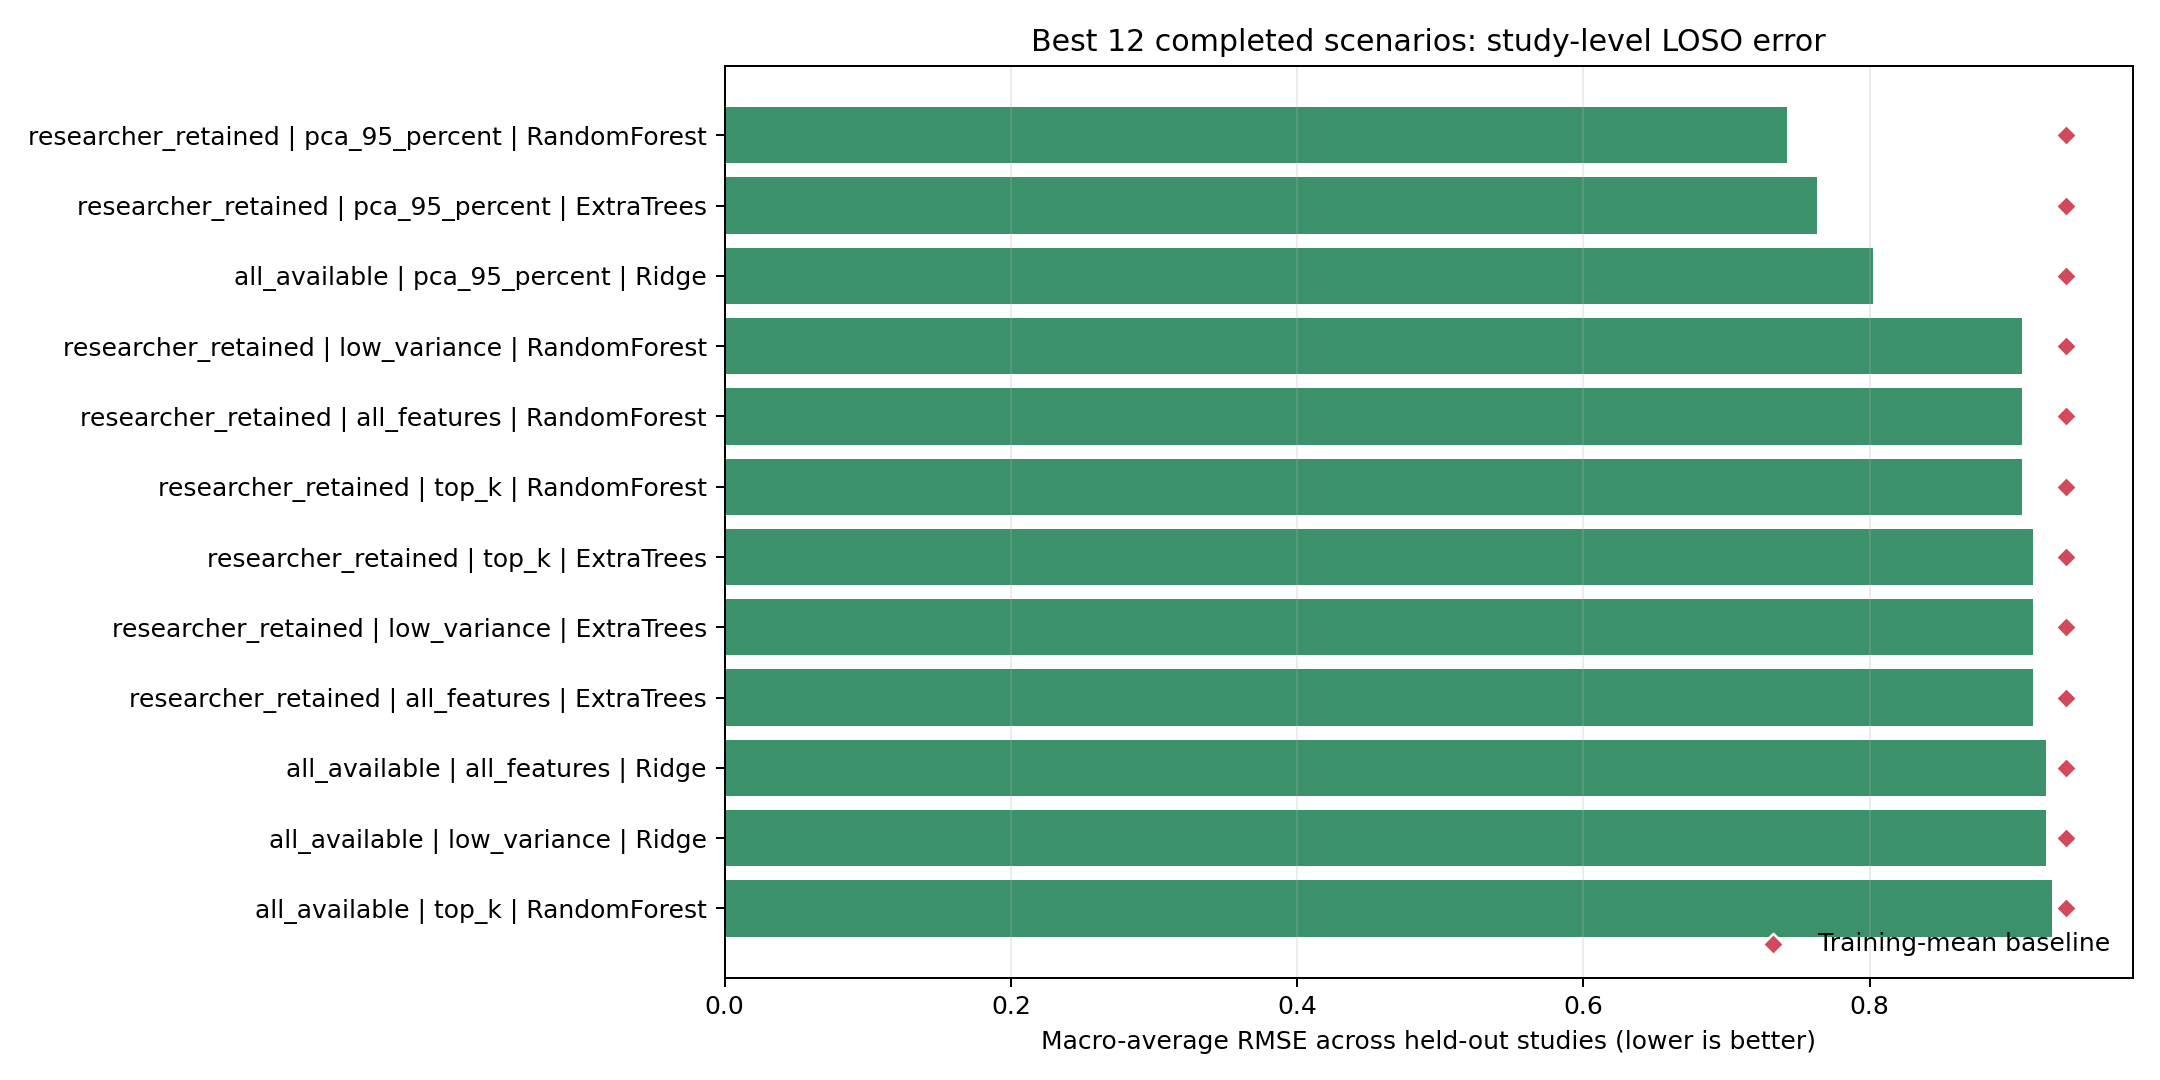 Best 12 completed scenarios: study-level LOSO error
researcher_retained | pca_95_percent | RandomForest
researcher_retained | pca_95_percent | ExtraTrees
all_available | pca_95_percent | Ridge
researcher_retained | low_variance | RandomForest
researcher_retained | all_features | RandomForest
researcher_retained | top_k | RandomForest
researcher_retained | top_k | ExtraTrees
researcher_retained | low_variance | ExtraTrees
researcher_retained | all_features | ExtraTrees
all_available | all_features | Ridge
all_available | low_variance | Ridge
all_available | top_k | RandomForest
Training-mean baseline
0.0 0.2 0.4 0.6 0.8
Macro-average RMSE across held-out studies (lower is better)